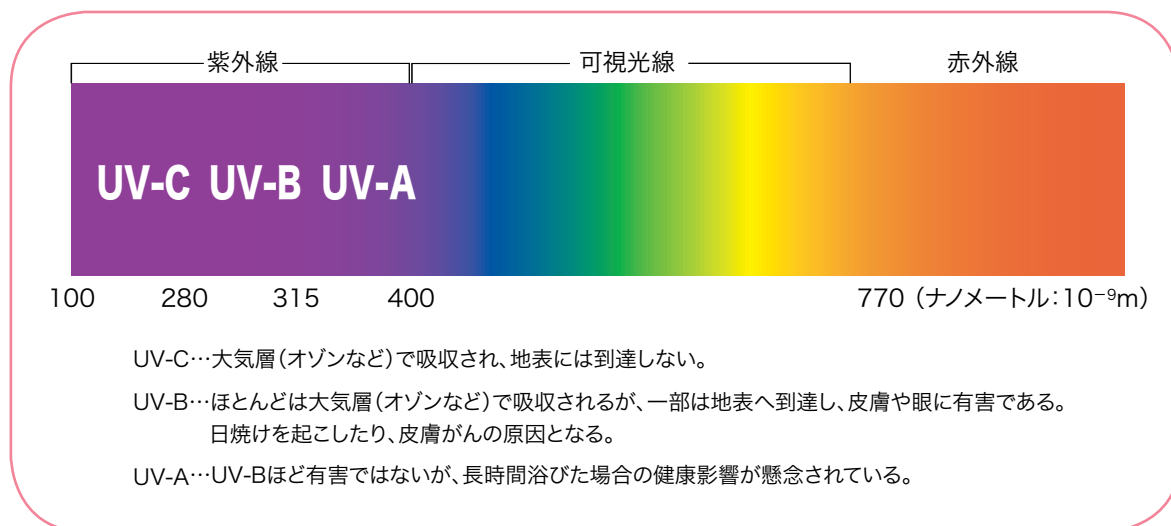 紫外線 可視光線 赤外線
UV-C UV-B UV-A
100 280 315 400 770（ナノメートル：10⁻⁹m）
UV-C…大気層（オゾンなど）で吸収され、地表には到達しない。
UV-B…ほとんどは大気層（オゾンなど）で吸収されるが、一部は地表へ到達し、皮膚や眼に有害である。
日焼けを起こしたり、皮膚がんの原因となる。
UV-A…UV-Bほど有害ではないが、長時間浴びた場合の健康影響が懸念されている。